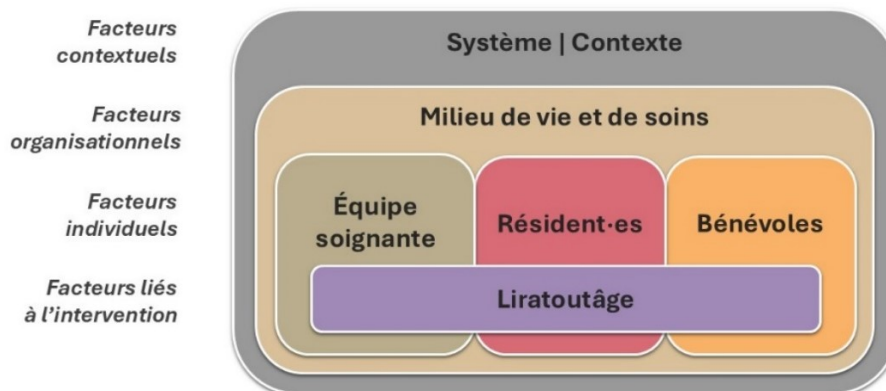 Facteurs
contextuels
Système | Contexte
Facteurs
organisationnels
Milieu de vie et de soins
Facteurs
individuels
Équipe
soignante
Résident·es
Bénévoles
Facteurs liés
à l’intervention
Liratoutâge